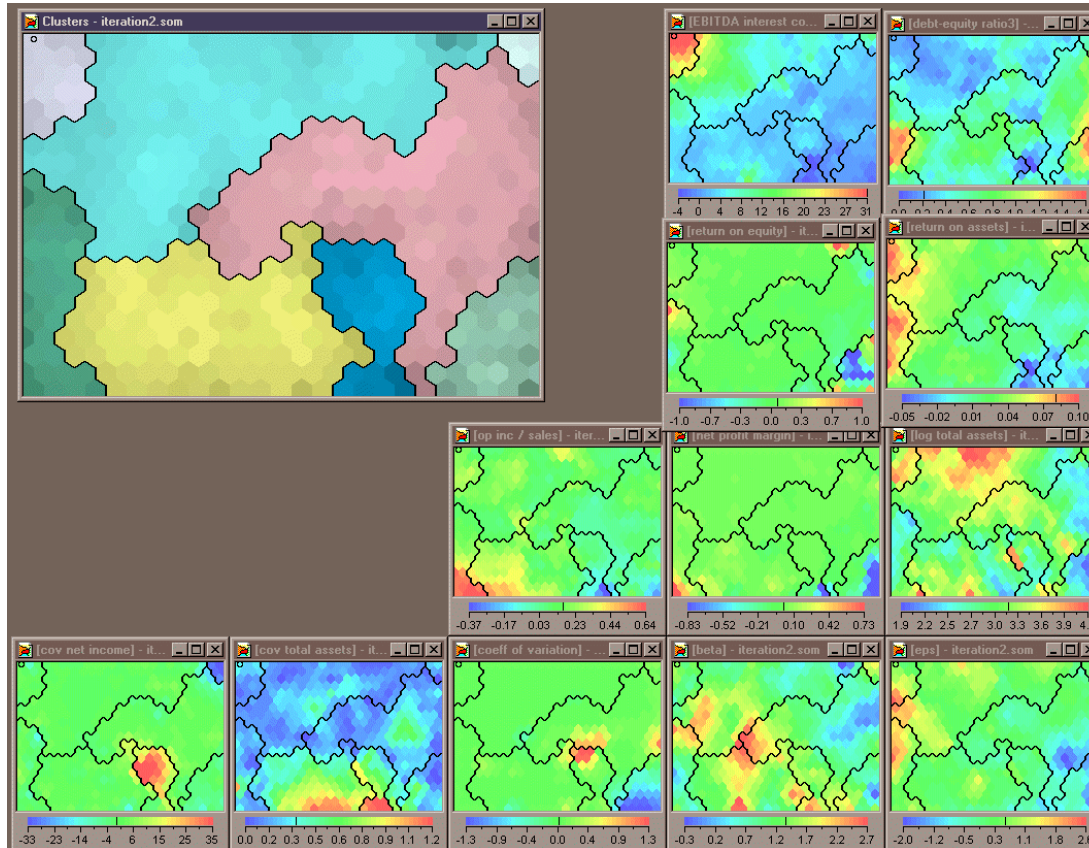 Clusters - iteration2.som
[EBITDA interest co...
[debt-equity ratio3] -...
-4 0 4 8 12 16 20 23 27 31
[return on equity] - it...
[return on assets] - i...
-1.0 -0.7 -0.3 0.0 0.3 0.7 1.0
-0.05 -0.02 0.01 0.04 0.07 0.10
[op inc / sales] - iter...
[net profit margin] - i...
[log total assets] - it...
-0.37 -0.17 0.03 0.23 0.44 0.64
-0.83 -0.52 -0.21 0.10 0.42 0.73
1.9 2.2 2.4 2.7 3.0 3.3 3.6 3.9
[cov net income] - it...
[cov total assets] - it...
[coeff of variation] - ...
[beta] - iteration2.som
[eps] - iteration2.som
-33 -23 -14 -4 6 15 25 35
0.0 0.2 0.3 0.5 0.7 0.9 1.0 1.2
-1.3 -0.9 -0.4 0.0 0.4 0.9 1.3
-0.3 0.2 0.7 1.2 1.7 2.2 2.7
-2.0 -1.2 -0.5 0.3 1.1 1.8